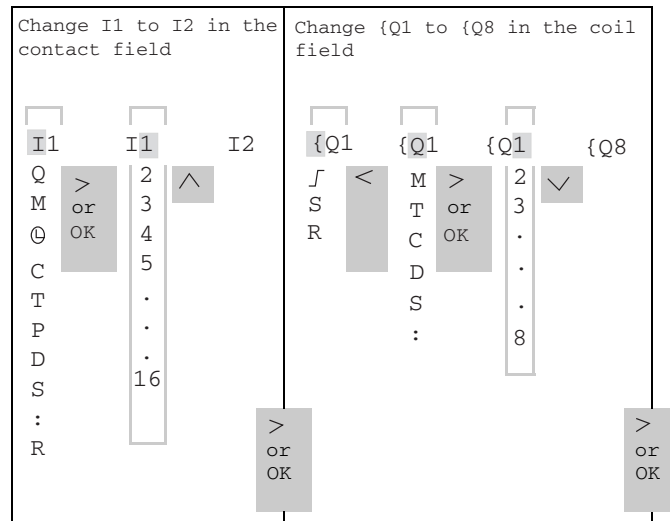 Change I1 to I2 in the
contact field
I1 I1 I2
Q
M
C
T
P
D
S
:
R
>
or
OK
2
3
4
5
.
.
.
16
^
>
or
OK
Change {Q1 to {Q8 in the coil
field
{Q1 {Q1 {Q1 {Q8
S
R
<
M
T
C
D
S
:
>
or
OK
2
3
.
.
.
8
>
or
OK